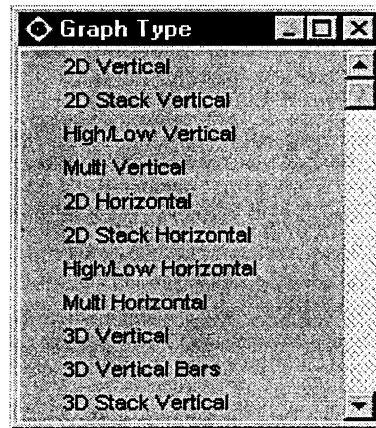 Graph Type
2D Vertical
2D Stack Vertical
High/Low Vertical
Multi Vertical
2D Horizontal
2D Stack Horizontal
High/Low Horizontal
Multi Horizontal
3D Vertical
3D Vertical Bars
3D Stack Vertical